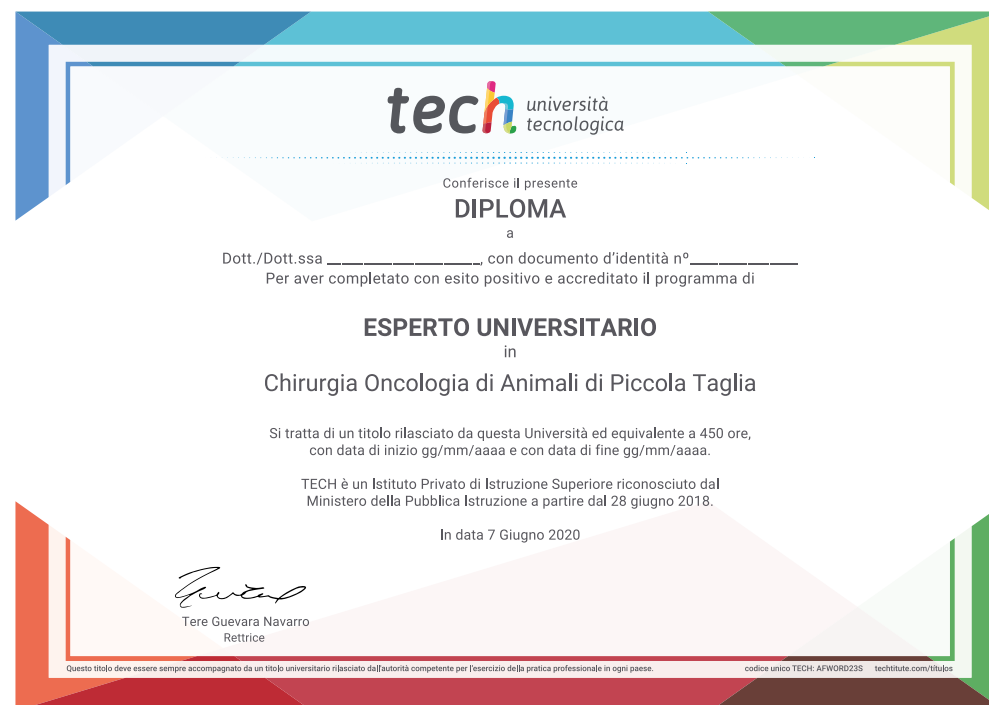 tech università
tecnologica
Conferisce il presente
DIPLOMA
a
Dott./Dott.ssa ____________________, con documento d'identità nº______________
Per aver completato con esito positivo e accreditato il programma di
ESPERTO UNIVERSITARIO
in
Chirurgia Oncologia di Animali di Piccola Taglia
Si tratta di un titolo rilasciato da questa Università ed equivalente a 450 ore,
con data di inizio gg/mm/aaaa e con data di fine gg/mm/aaaa.
TECH è un Istituto Privato di Istruzione Superiore riconosciuto dal
Ministero della Pubblica Istruzione a partire dal 28 giugno 2018.
In data 7 Giugno 2020
Tere Guevara Navarro
Rettrice
Questo titolo deve essere sempre accompagnato da un titolo universitario rilasciato dall'autorità competente per l'esercizio della pratica professionale in ogni paese. codice unico TECH: AFWORD23S techtitute.com/títulos